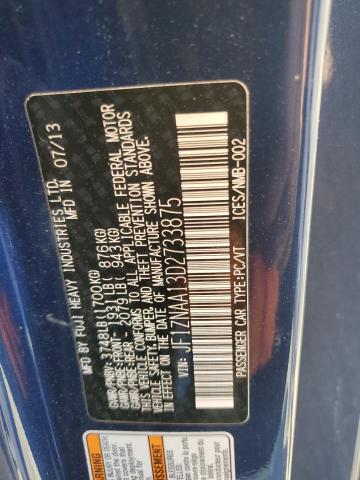 MFD BY FUJI HEAVY INDUSTRIES LTD.
MFD IN 07/13
GVWR/PNBV- 3748LB(1700KG)
GAWR/PNBE-FRONT- 1931LB( 876KG)
GAWR/PNBE-REAR- 2079LB( 943KG)
THIS VEHICLE CONFORMS TO ALL APPLICABLE FEDERAL MOTOR
VEHICLE SAFETY, BUMPER, AND THEFT PREVENTION STANDARDS
IN EFFECT ON THE DATE OF MANUFACTURE SHOWN ABOVE.
VIN: JF1ZNAA13D2733875
PASSENGER CAR TYPE:PC/VT ICES/NMB-002
WARNING